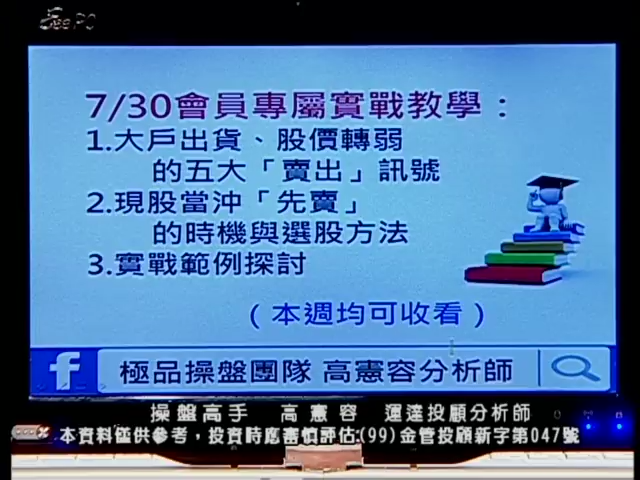 Eee PC
7/30會員專屬實戰教學：
1.大戶出貨、股價轉弱
的五大「賣出」訊號
2.現股當沖「先賣」
的時機與選股方法
3.實戰範例探討
（本週均可收看）
f 極品操盤團隊 高憲容分析師
操盤高手 高憲容 運達投顧分析師
本資料僅供參考，投資時應審慎評估:(99)金管投顧新字第047號